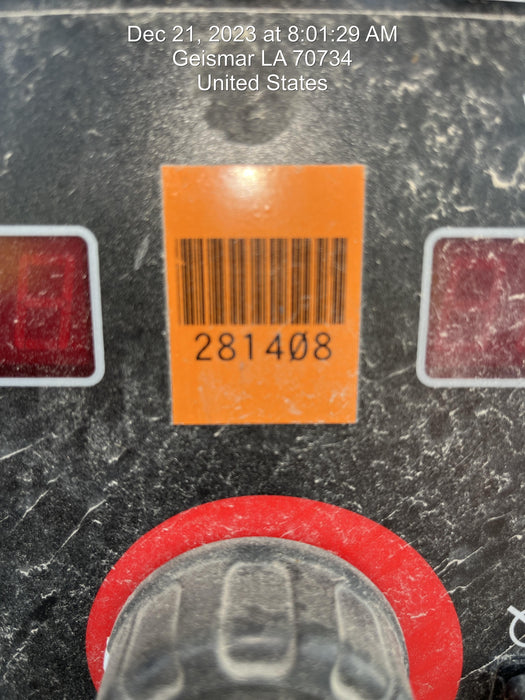 Dec 21, 2023 at 8:01:29 AM
Geismar LA 70734
United States
281408